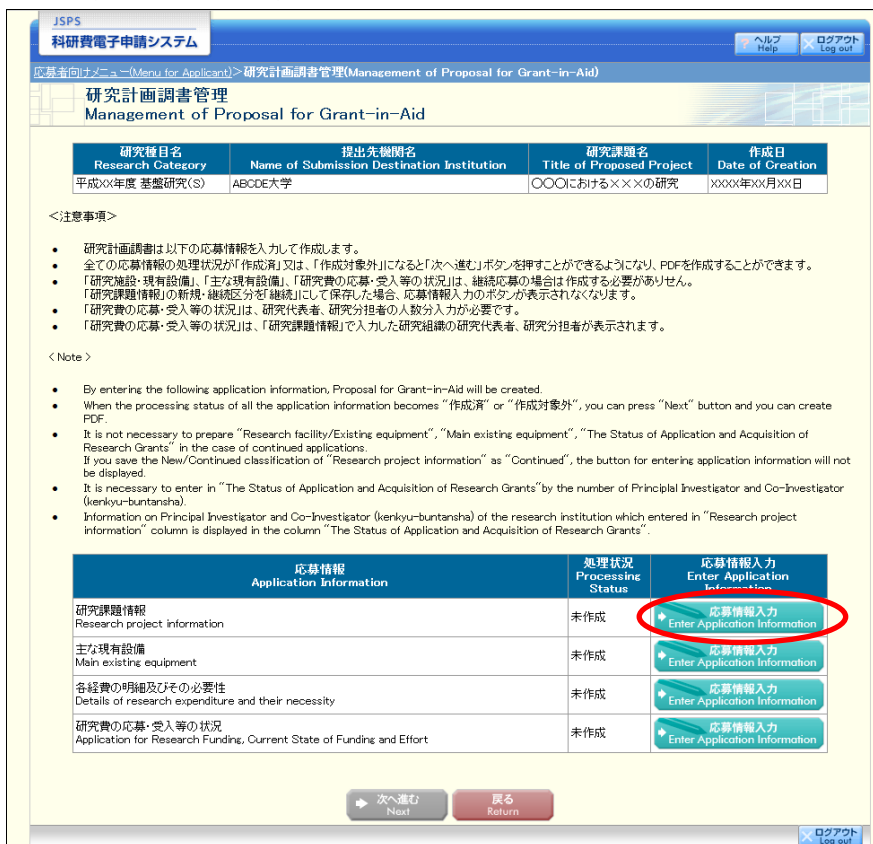 JSPS
科研費電子申請システム
ヘルプ
Help
ログアウト
Log out
応募者向けメニュー(Menu for Applicant)>研究計画調書管理(Management of Proposal for Grant-in-Aid)
研究計画調書管理
Management of Proposal for Grant-in-Aid
研究種目名 提出先機関名 研究課題名 作成日
Research Category Name of Submission Destination Institution Title of Proposed Project Date of Creation
平成XX年度 基盤研究(S) ABCDE大学 〇〇〇における×××の研究 XXXX年XX月XX日
<注意事項>
• 研究計画調書は以下の応募情報を入力して作成します。
• 全ての応募情報の処理状況が「作成済」又は、「作成対象外」になると「次へ進む」ボタンを押すことができるようになり、PDFを作成することができます。
• 「研究施設・現有設備」、「主な現有設備」、「研究費の応募・受入等の状況」は、継続応募の場合は作成する必要がありません。
「研究課題情報」の新規・継続区分を「継続」にして保存した場合、応募情報入力のボタンが表示されなくなります。
• 「研究費の応募・受入等の状況」は、研究代表者、研究分担者の人数分入力が必要です。
• 「研究費の応募・受入等の状況」は、「研究課題情報」で入力した研究組織の研究代表者、研究分担者が表示されます。
< Note >
• By entering the following application information, Proposal for Grant-in-Aid will be created.
• When the processing status of all the application information becomes "作成済" or "作成対象外", you can press "Next" button and you can create
PDF.
• It is not necessary to prepare "Research facility/Existing equipment", "Main existing equipment", "The Status of Application and Acquisition of
Research Grants" in the case of continued applications.
If you save the New/Continued classification of "Research project information" as "Continued", the button for entering application information will not
be displayed.
• It is necessary to enter in "The Status of Application and Acquisition of Research Grants"by the number of Principlal Investigator and Co-Investigator
(kenkyu-buntansha).
• Information on Principal Investigator and Co-Investigator (kenkyu-buntansha) of the research institution which entered in "Research project
information" column is displayed in the column "The Status of Application and Acquisition of Research Grants".
応募情報
Application Information
処理状況
Processing
Status
応募情報入力
Enter Application
Information
研究課題情報
Research project information
未作成
応募情報入力
Enter Application Information
主な現有設備
Main existing equipment
未作成
応募情報入力
Enter Application Information
各経費の明細及びその必要性
Details of research expenditure and their necessity
未作成
応募情報入力
Enter Application Information
研究費の応募・受入等の状況
Application for Research Funding, Current State of Funding and Effort
未作成
応募情報入力
Enter Application Information
次へ進む
Next
戻る
Return
ログアウト
Log out